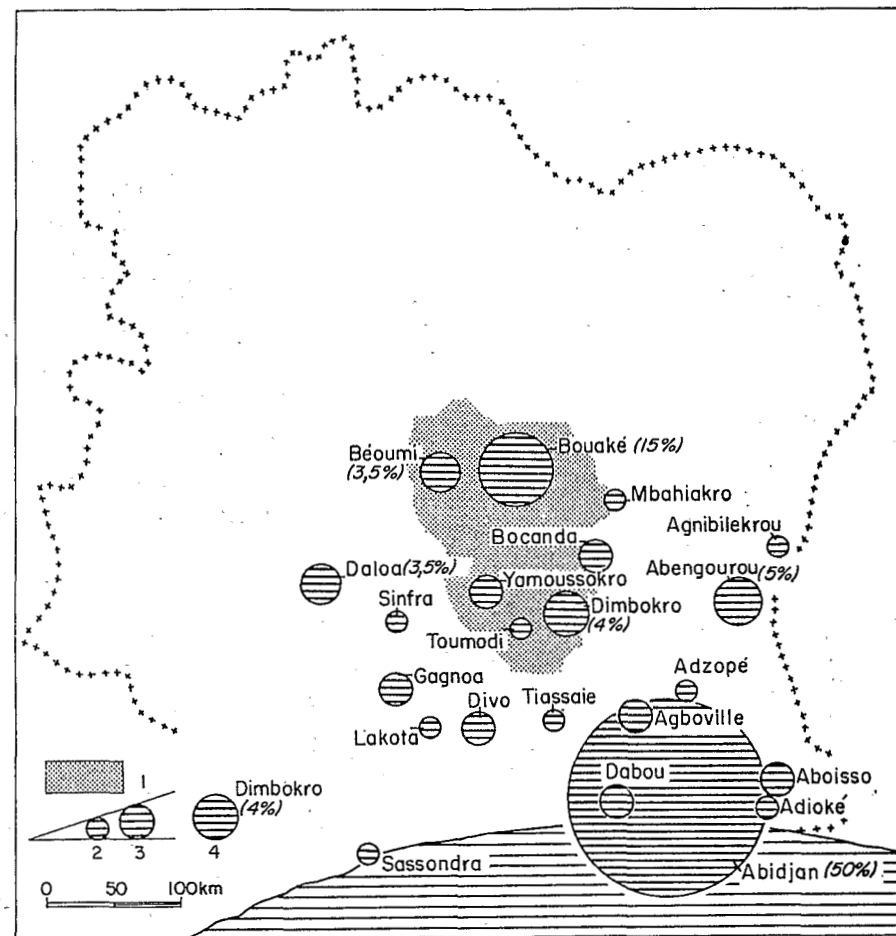 Béoumi
(3,5%)
Bouaké (15%)
Mbahiakro
Agnibilekrou
Bocanda
Daloa (3,5%)
Yamoussokro
Abengourou
(5%)
Sinfra
Dimbokro
(4%)
Toumodi
Gagnoa
Adzopé
Divo
Tiassaie
Lakota
Agboville
Dabou
Aboisso
Adioké
Sassondra
Abidjan (50%)
1
Dimbokro
(4%)
2 3 4
0 50 100km